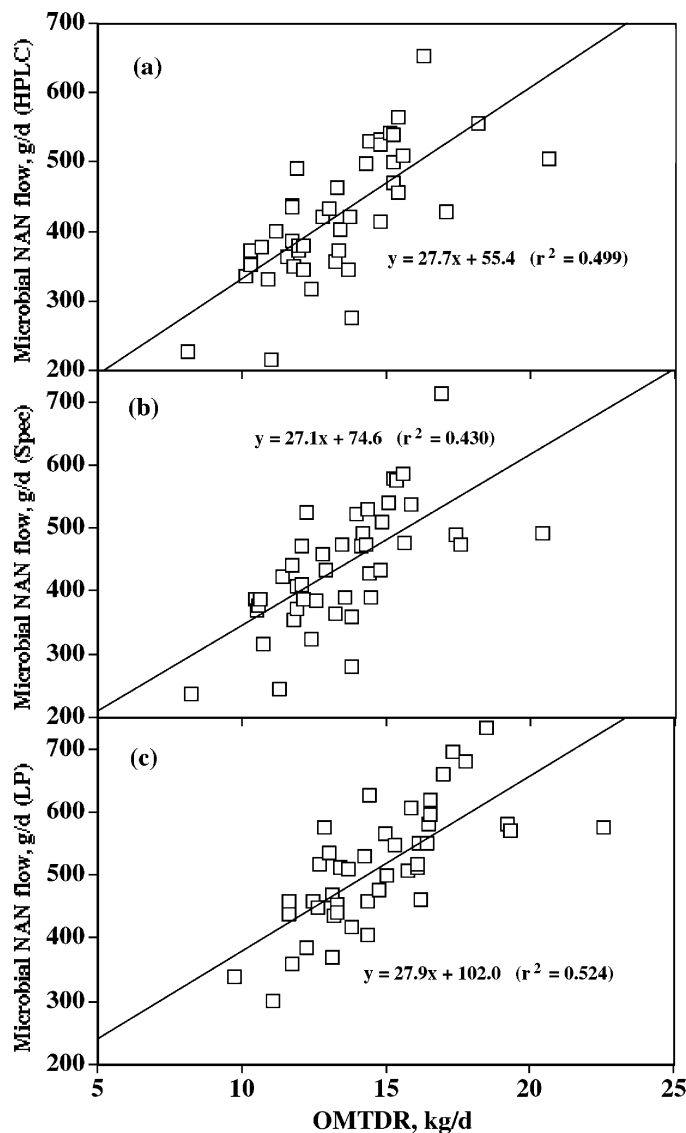 700
(a)
600
500
400
y = 27.7x + 55.4 (r² = 0.499)
300
200
Microbial NAN flow, g/d (HPLC)
(b)
700
y = 27.1x + 74.6 (r² = 0.430)
600
500
400
300
200
Microbial NAN flow, g/d (Spec)
(c)
700
600
500
400
y = 27.9x + 102.0 (r² = 0.524)
300
200
Microbial NAN flow, g/d (LP)
5 10 15 20 25
OMTDR, kg/d